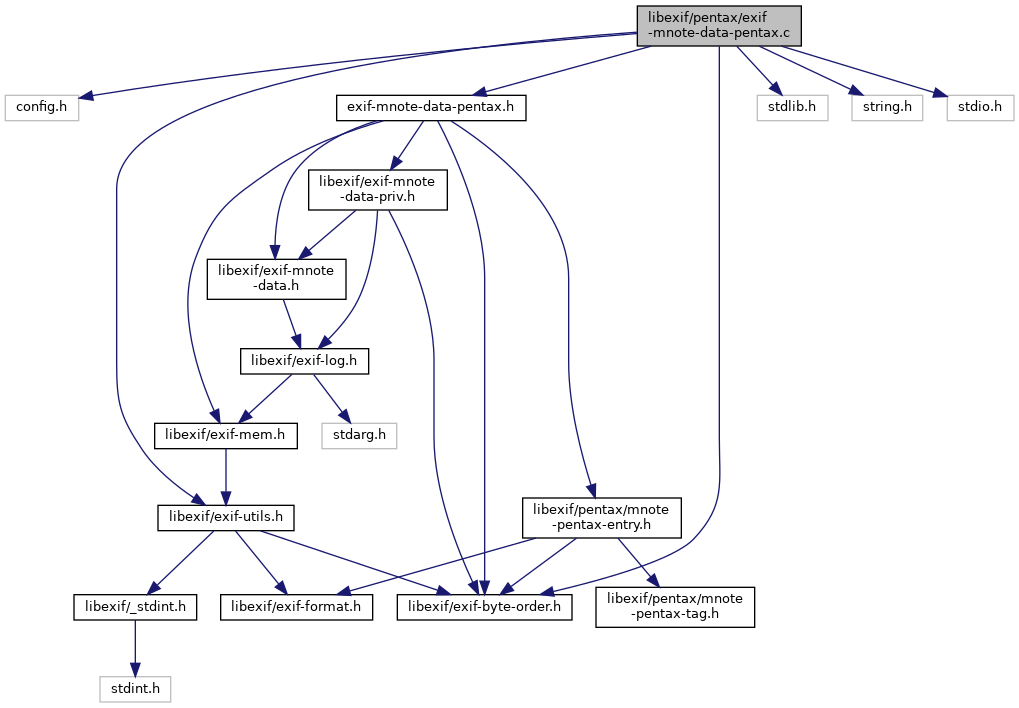 libexif/pentax/exif
-mnote-data-pentax.c
config.h
exif-mnote-data-pentax.h
stdlib.h
string.h
stdio.h
libexif/exif-mnote
-data-priv.h
libexif/exif-mnote
-data.h
libexif/exif-log.h
libexif/exif-mem.h
stdarg.h
libexif/exif-utils.h
libexif/pentax/mnote
-pentax-entry.h
libexif/_stdint.h
libexif/exif-format.h
libexif/exif-byte-order.h
libexif/pentax/mnote
-pentax-tag.h
stdint.h